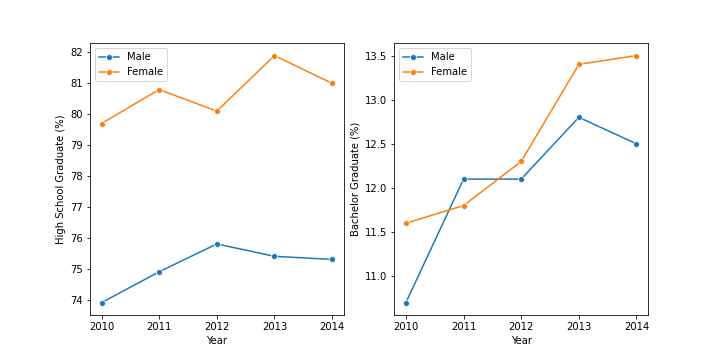 Male
Female
82
81
80
79
78
77
76
75
74
High School Graduate (%)
2010 2011 2012 2013 2014
Year
Male
Female
13.5
13.0
12.5
12.0
11.5
11.0
Bachelor Graduate (%)
2010 2011 2012 2013 2014
Year